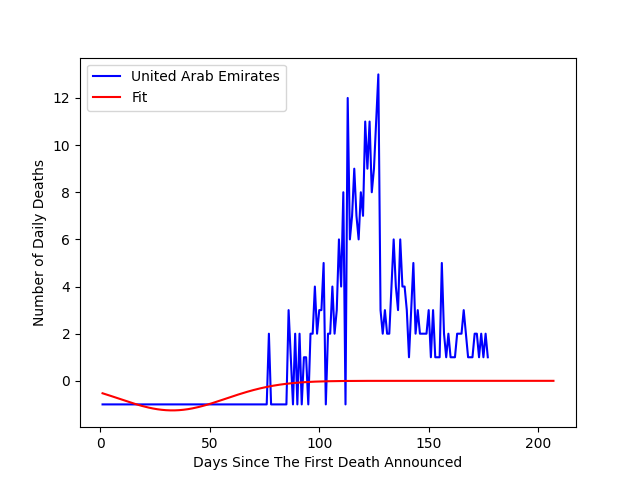 United Arab Emirates
Fit
Number of Daily Deaths
12
10
8
6
4
2
0
0 50 100 150 200
Days Since The First Death Announced